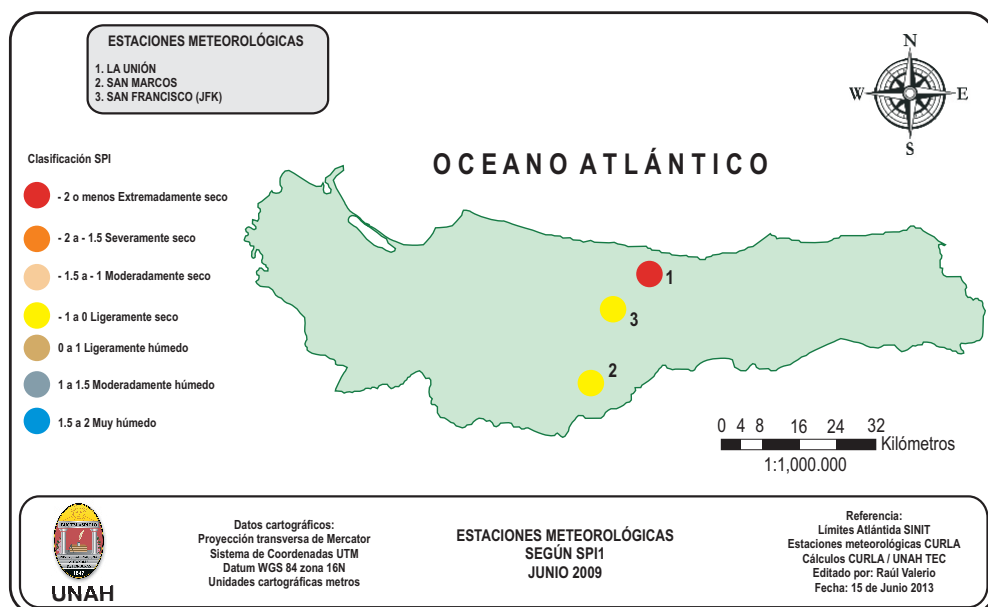 ESTACIONES METEOROLÓGICAS
1. LA UNIÓN
2. SAN MARCOS
3. SAN FRANCISCO (JFK)
N
W
E
S
OCEANO ATLÁNTICO
Clasificación SPI
- 2 o menos Extremadamente seco
- 2 a - 1.5 Severamente seco
- 1.5 a - 1 Moderadamente seco
- 1 a 0 Ligeramente seco
0 a 1 Ligeramente húmedo
1 a 1.5 Moderadamente húmedo
1.5 a 2 Muy húmedo
1
3
2
0 4 8 16 24 32
Kilómetros
1:1,000.000
1847
UNAH
Datos cartográficos:
Proyección transversa de Mercator
Sistema de Coordenadas UTM
Datum WGS 84 zona 16N
Unidades cartográficas metros
ESTACIONES METEOROLÓGICAS
SEGÚN SPI1
JUNIO 2009
Referencia:
Límites Atlántida SINIT
Estaciones meteorológicas CURLA
Cálculos CURLA / UNAH TEC
Editado por: Raúl Valerio
Fecha: 15 de Junio 2013